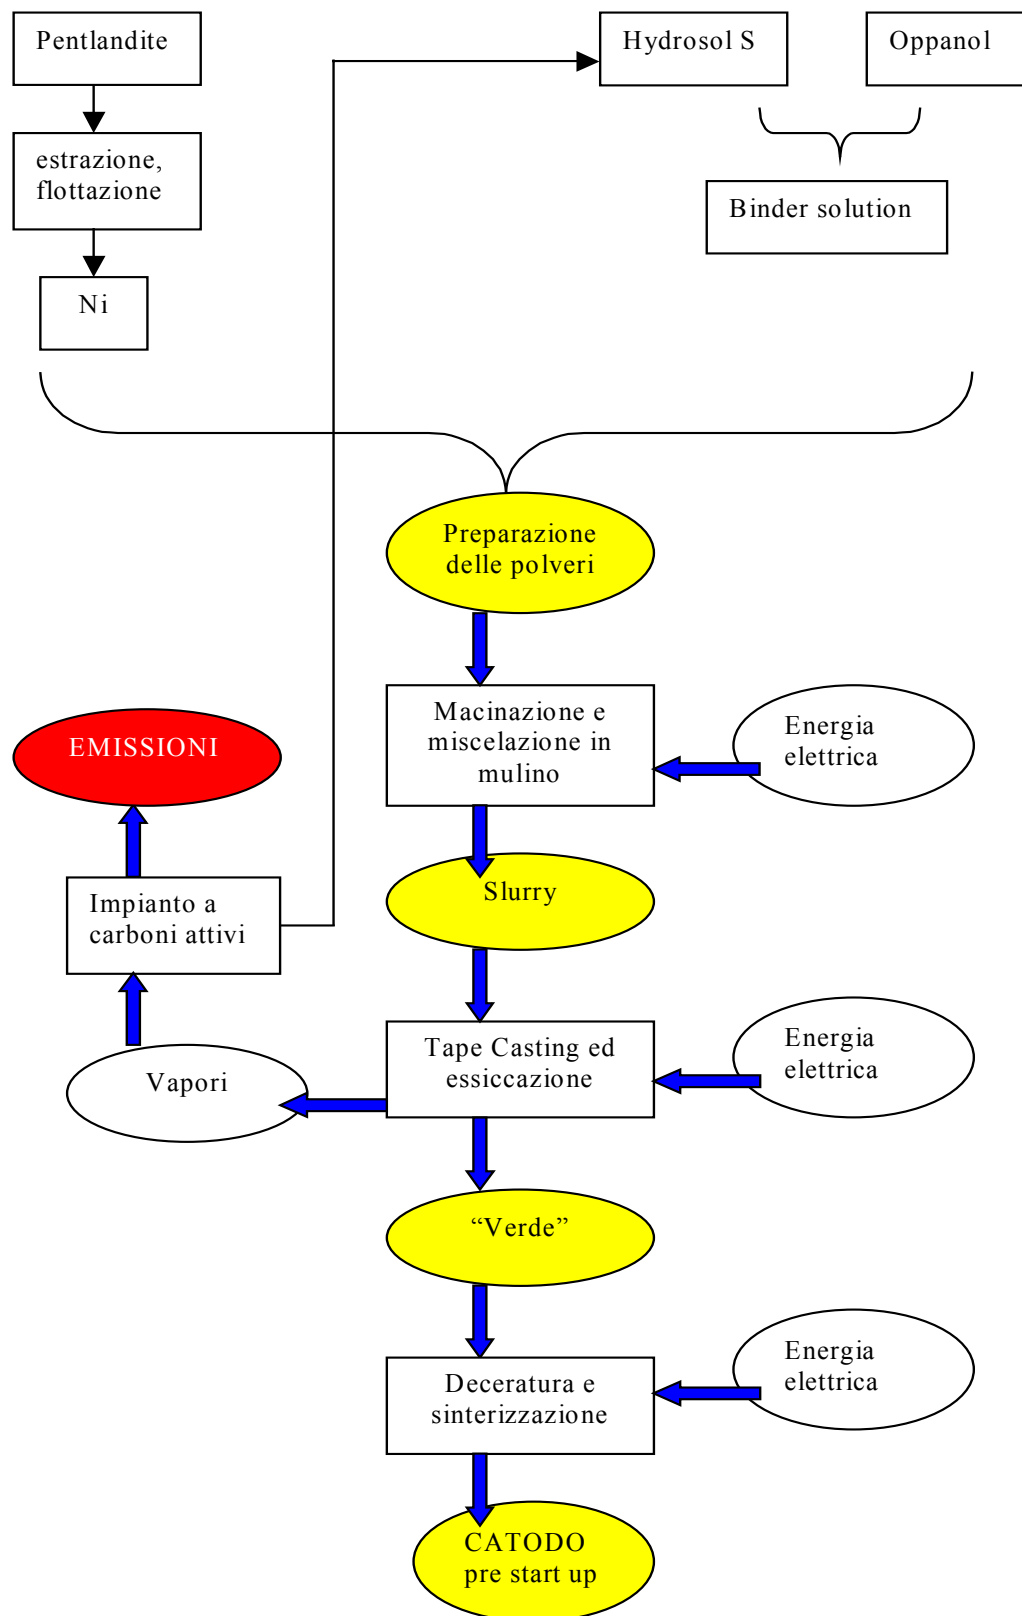 Pentlandite
Hydrosol S
Oppanol
estrazione,
flottazione
Binder solution
Ni
Preparazione
delle polveri
Macinazione e
miscelazione in
mulino
Energia
elettrica
EMISSIONI
Slurry
Impianto a
carboni attivi
Tape Casting ed
essiccazione
Energia
elettrica
Vapori
“Verde”
Deceratura e
sinterizzazione
Energia
elettrica
CATODO
pre start up